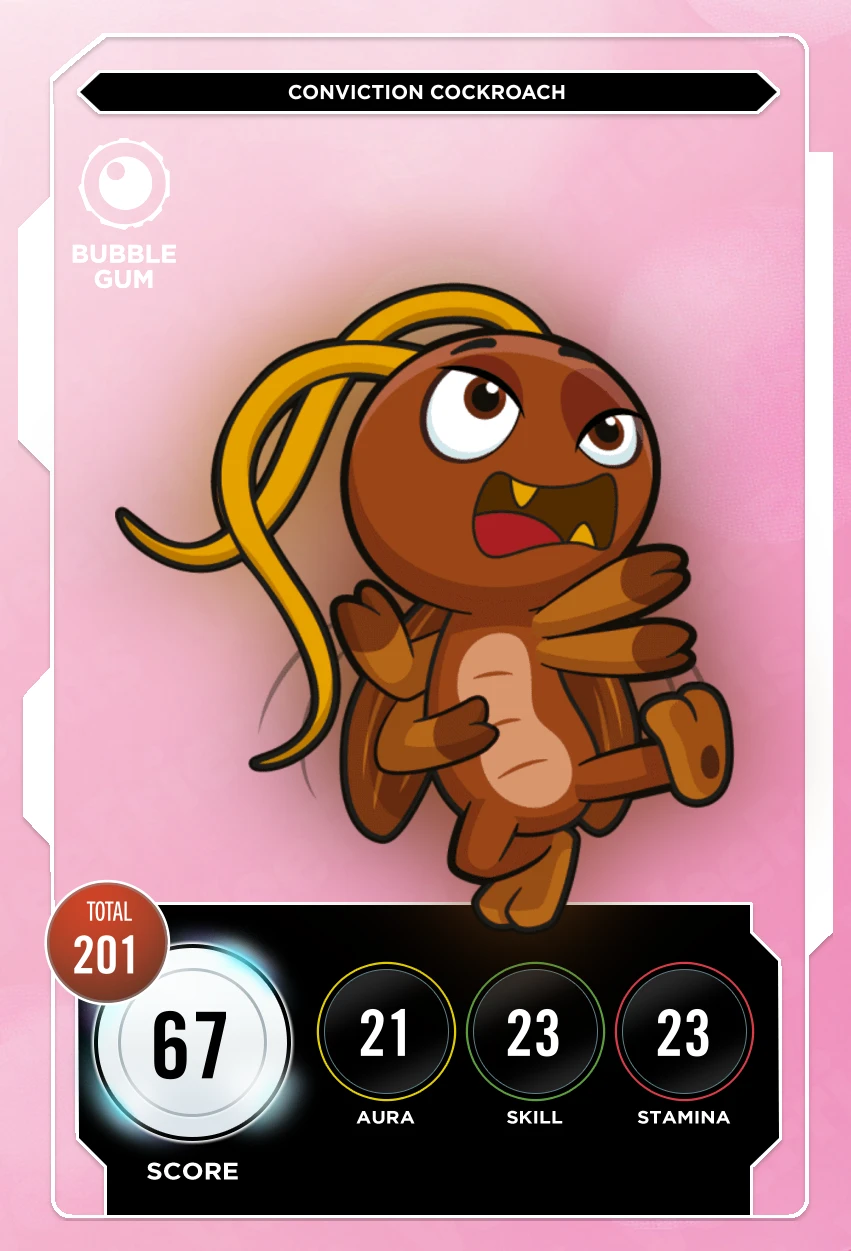 CONVICTION COCKROACH
BUBBLE
GUM
TOTAL
201
67
21
23
23
AURA
SKILL
STAMINA
SCORE